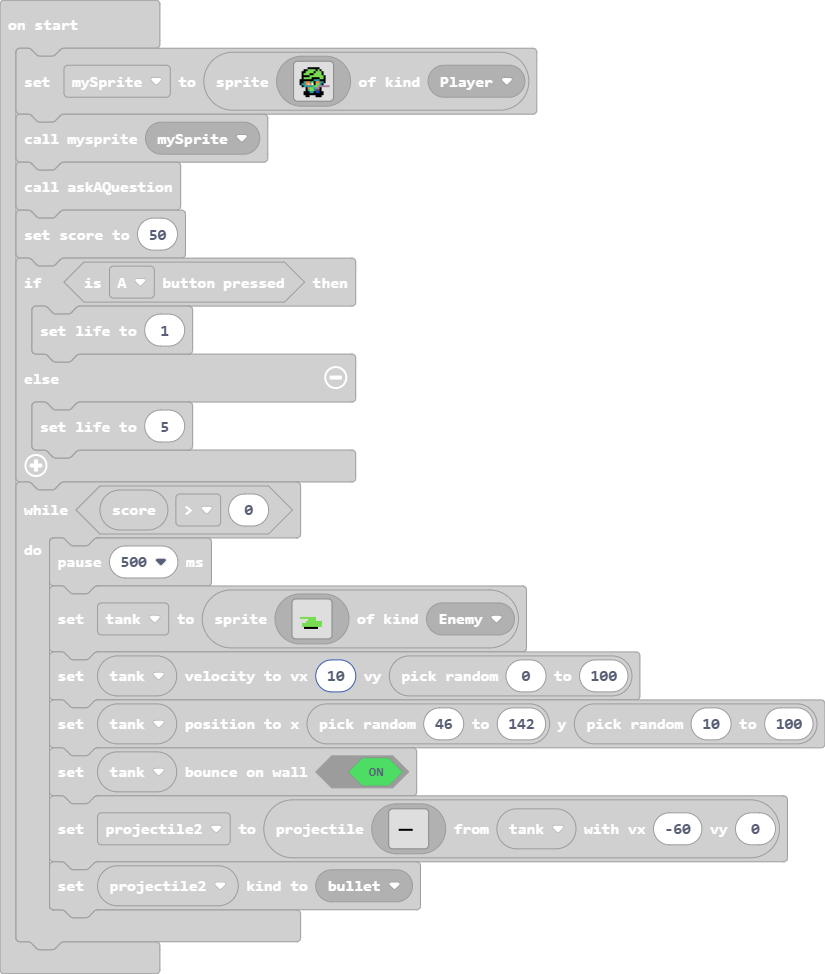 on start
set mySprite to sprite of kind Player
call mysprite mySprite
call askAQuestion
set score to 50
if is A button pressed then
set life to 1
else
set life to 5
while score > 0
do
pause 500 ms
set tank to sprite of kind Enemy
set tank velocity to vx 10 vy pick random 0 to 100
set tank position to x pick random 46 to 142 y pick random 10 to 100
set tank bounce on wall ON
set projectile2 to projectile from tank with vx -60 vy 0
set projectile2 kind to bullet